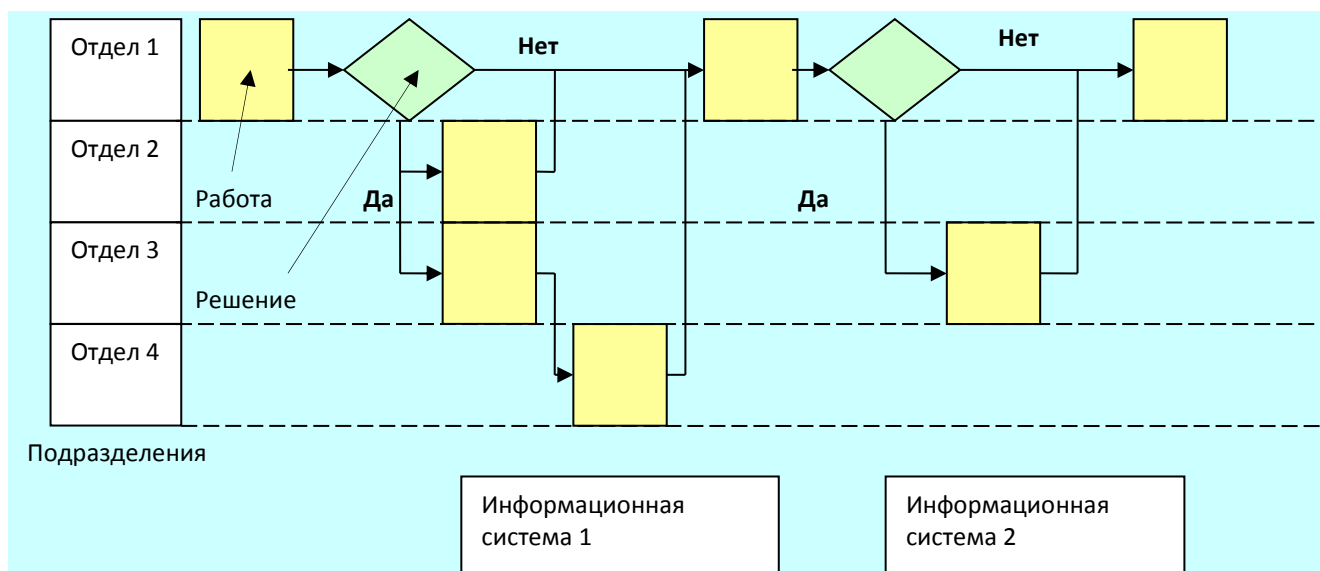 Отдел 1
Нет
Нет
Отдел 2
Работа
Да
Да
Отдел 3
Решение
Отдел 4
Подразделения
Информационная
система 1
Информационная
система 2